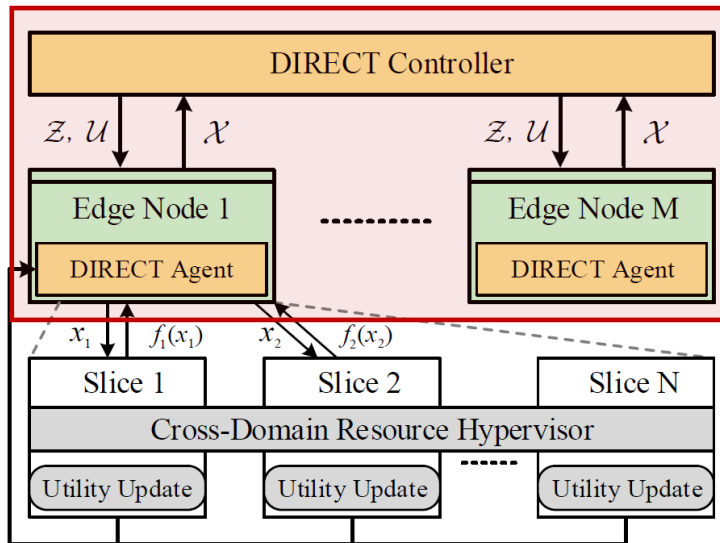 DIRECT Controller
𝒵, 𝒰 𝒳 𝒵, 𝒰 𝒳
Edge Node 1 Edge Node M
DIRECT Agent DIRECT Agent
x₁ f₁(x₁) x₂ f₂(x₂)
Slice 1 Slice 2 Slice N
Cross-Domain Resource Hypervisor
Utility Update Utility Update Utility Update